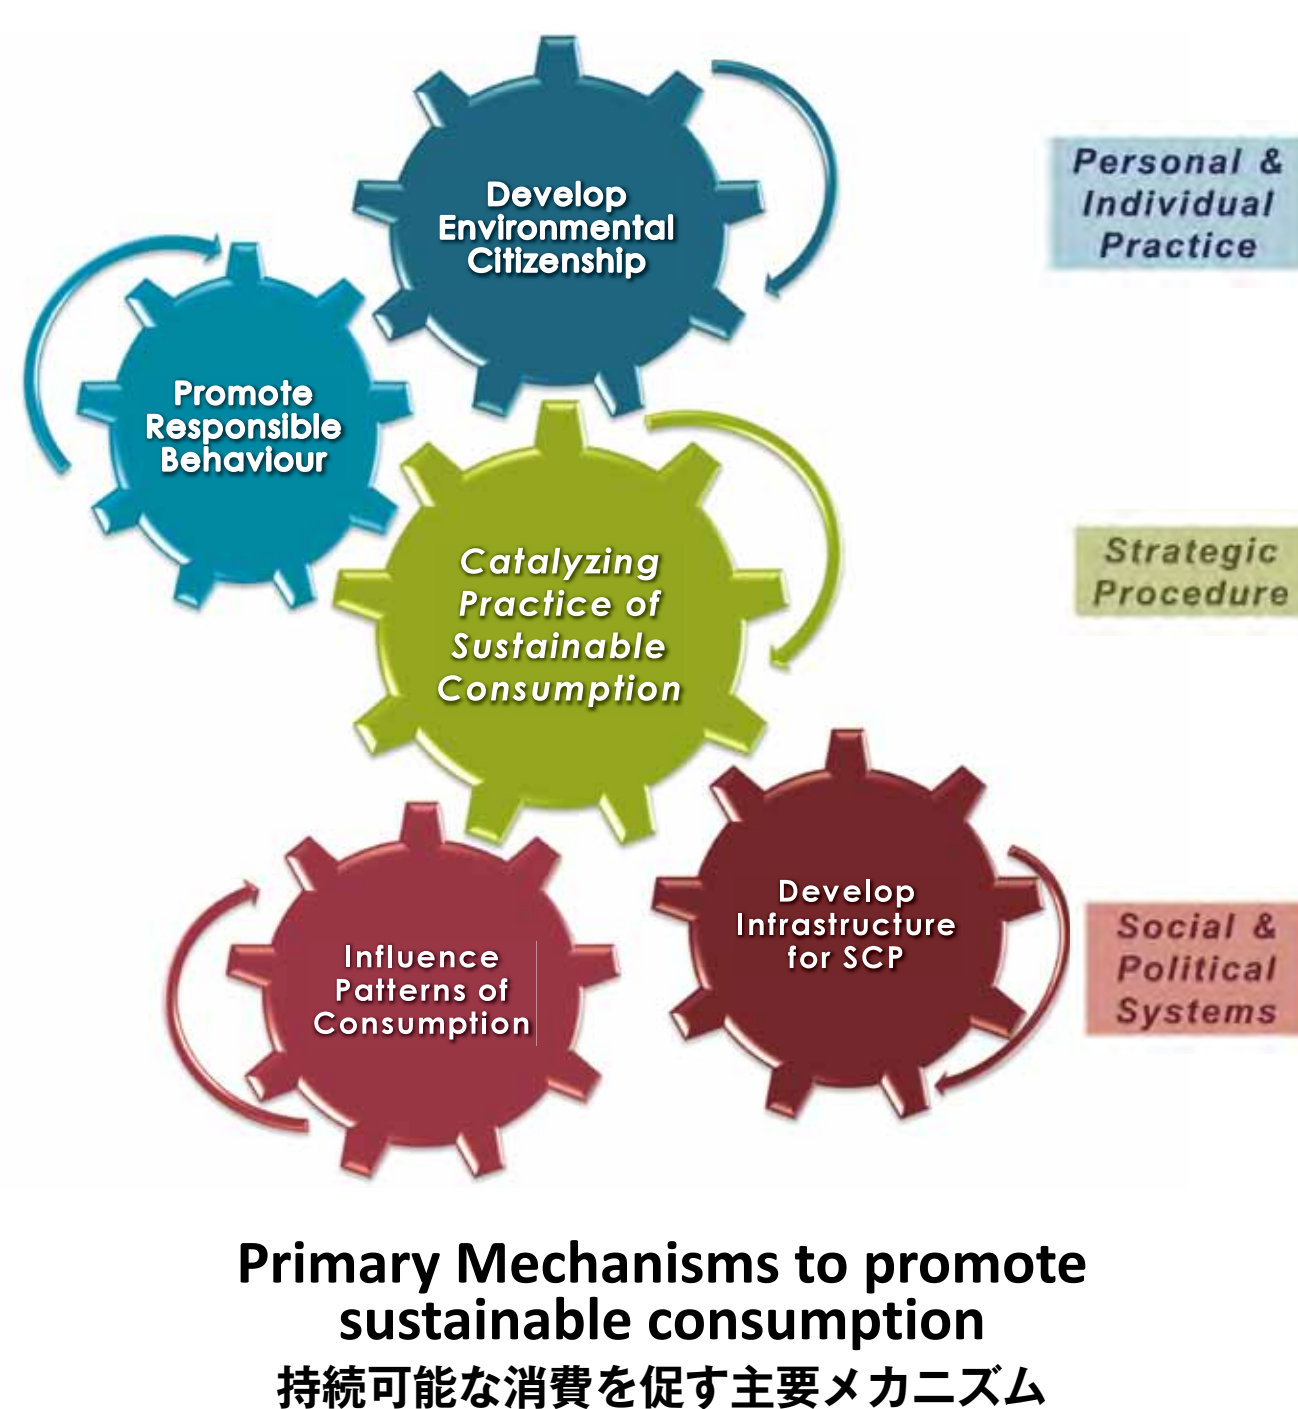 Develop
Environmental
Citizenship
Personal &
Individual
Practice
Promote
Responsible
Behaviour
Catalyzing
Practice of
Sustainable
Consumption
Strategic
Procedure
Influence
Patterns of
Consumption
Develop
Infrastructure
for SCP
Social &
Political
Systems
Primary Mechanisms to promote
sustainable consumption
持続可能な消費を促す主要メカニズム